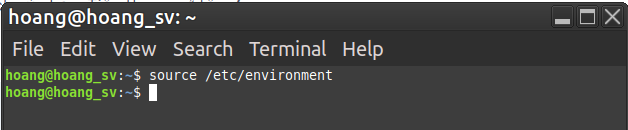 hoang@hoang_sv: ~
File Edit View Search Terminal Help
hoang@hoang_sv:~$ source /etc/environment
hoang@hoang_sv:~$